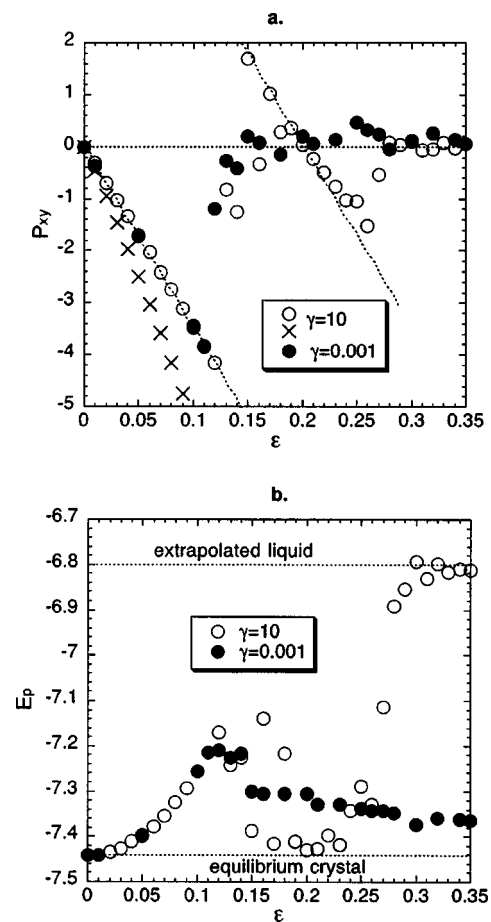 a.
2
1
0
-1
-2
-3
-4
-5
Pxy
γ=10
γ=0.001
0 0.05 0.1 0.15 0.2 0.25 0.3 0.35
ε
b.
-6.7
extrapolated liquid
-6.8
-6.9
γ=10
γ=0.001
-7
Ep
-7.1
-7.2
-7.3
-7.4
equilibrium crystal
-7.5
0 0.05 0.1 0.15 0.2 0.25 0.3 0.35
ε